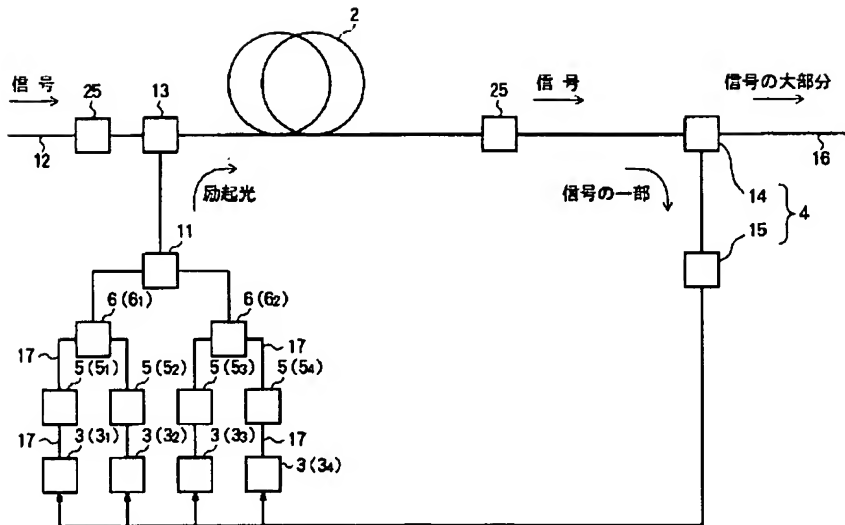 2
信号 信号 信号の大部分
25 13 25
12 16
励起光 信号の一部 14
4
11 15
6(6₁) 6(6₂)
17 17
5(5₁) 5(5₂) 5(5₃) 5(5₄)
17 3(3₁) 3(3₂) 3(3₃) 17
3(3₄)